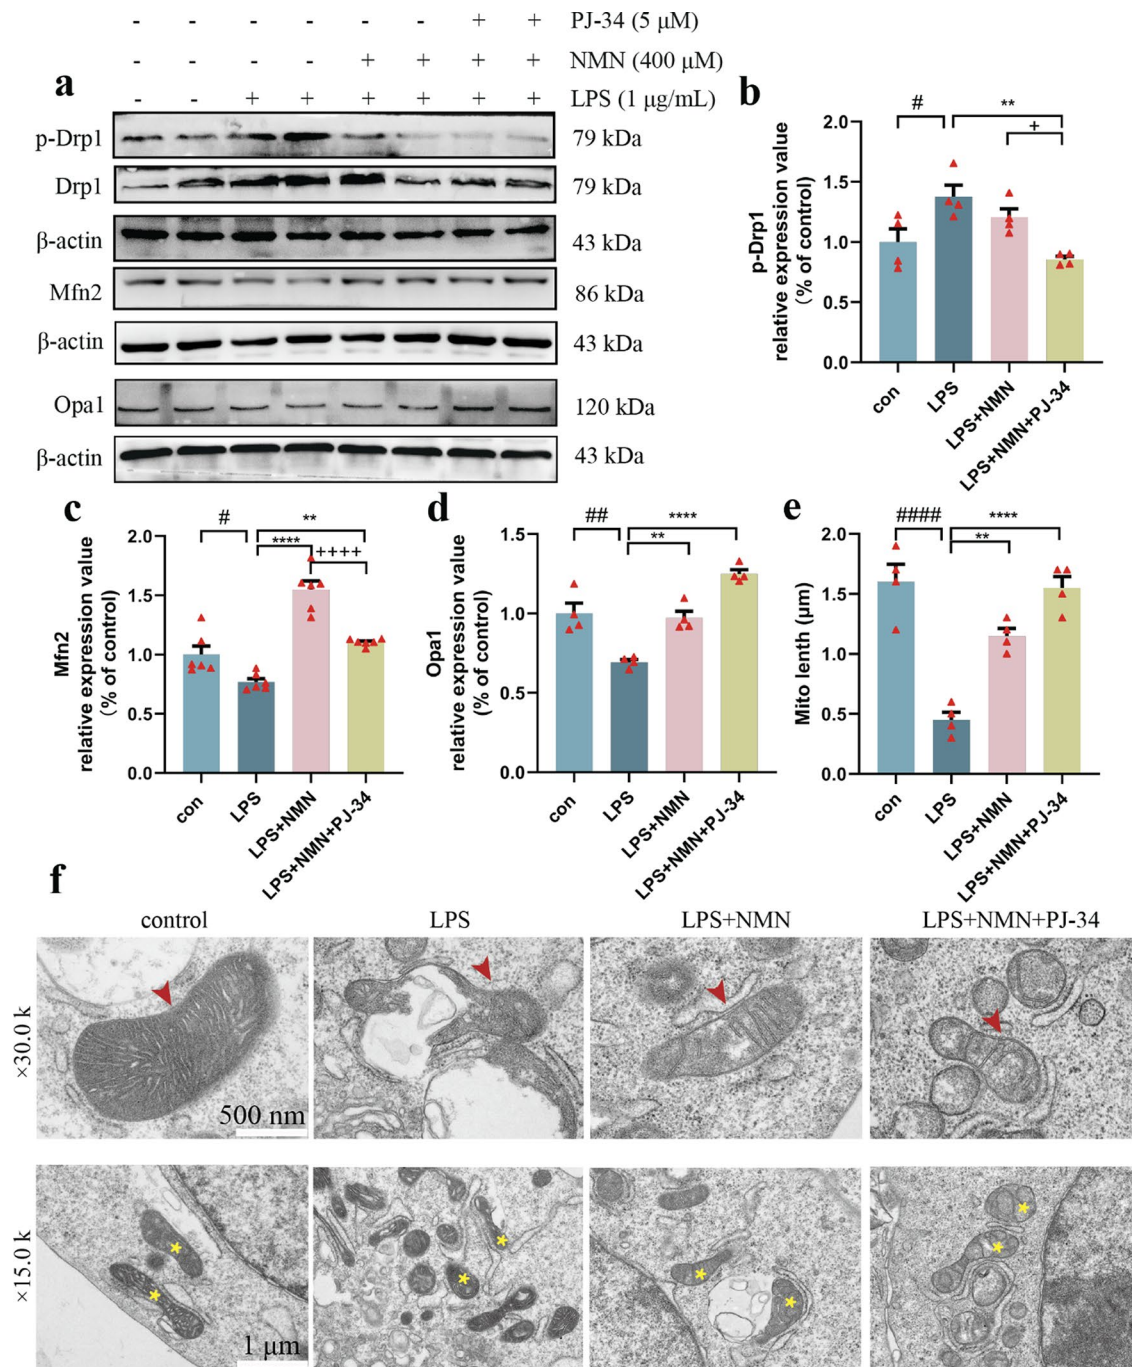 - - - - - - + + PJ-34 (5 μM)
- - - - + + + + NMN (400 μM)
a
- - + + + + + + LPS (1 μg/mL)
p-Drp1 79 kDa
Drp1 79 kDa
β-actin 43 kDa
Mfn2 86 kDa
β-actin 43 kDa
Opa1 120 kDa
β-actin 43 kDa
b
p-Drp1
relative expression value
(% of control)
2.0
1.5
1.0
0.5
0.0
# **
+
con LPS LPS+NMN LPS+NMN+PJ-34
c
Mfn2
relative expression value
(% of control)
2.0
1.5
1.0
0.5
0.0
# **
**** ++++
con LPS LPS+NMN LPS+NMN+PJ-34
d
Opa1
relative expression value
(% of control)
1.5
1.0
0.5
0.0
## ****
**
con LPS LPS+NMN LPS+NMN+PJ-34
e
Mito lenth (μm)
2.0
1.5
1.0
0.5
0.0
#### ****
**
con LPS LPS+NMN LPS+NMN+PJ-34
f
control LPS LPS+NMN LPS+NMN+PJ-34
×30.0 k
500 nm
×15.0 k
1 μm